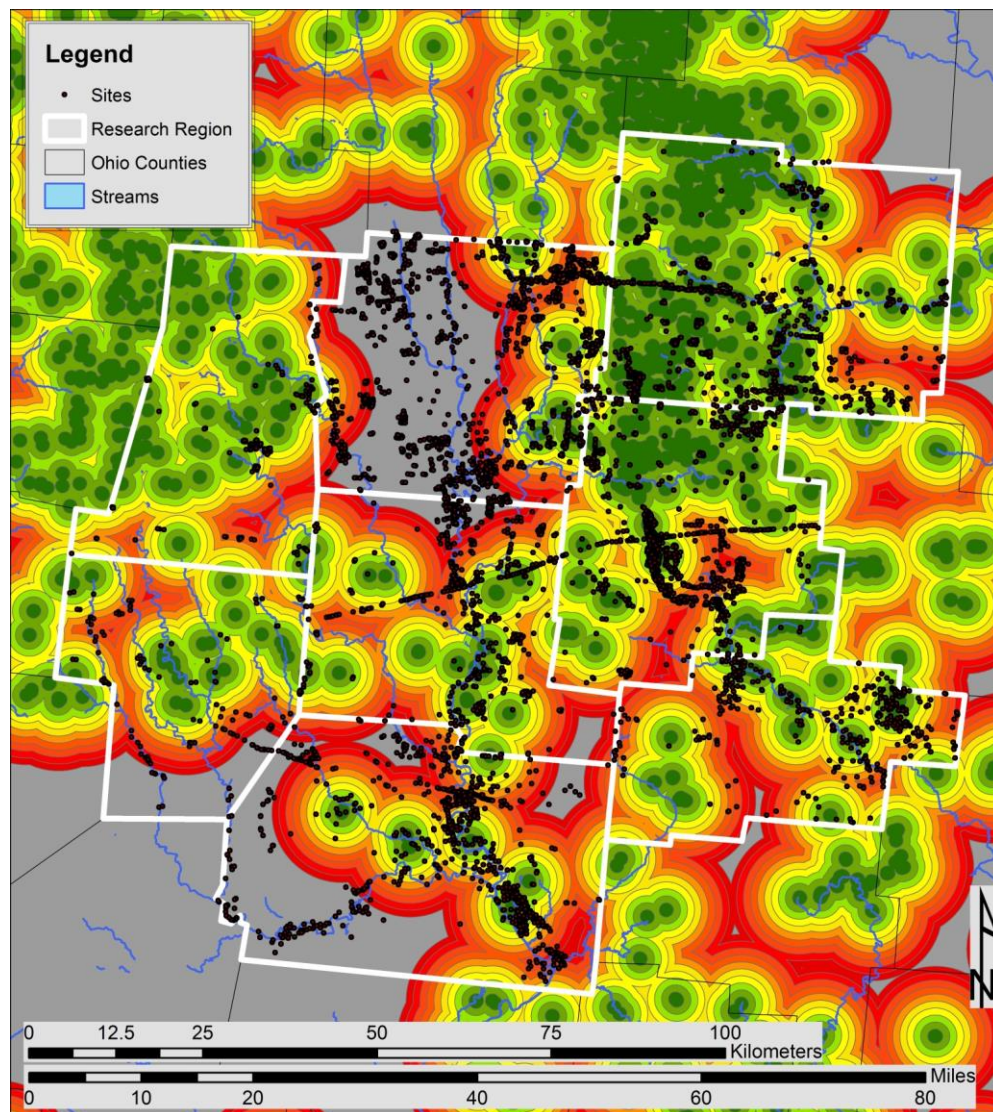 Legend
Sites
Research Region
Ohio Counties
Streams
N
0 12.5 25 50 75 100
Kilometers
Miles
0 10 20 40 60 80